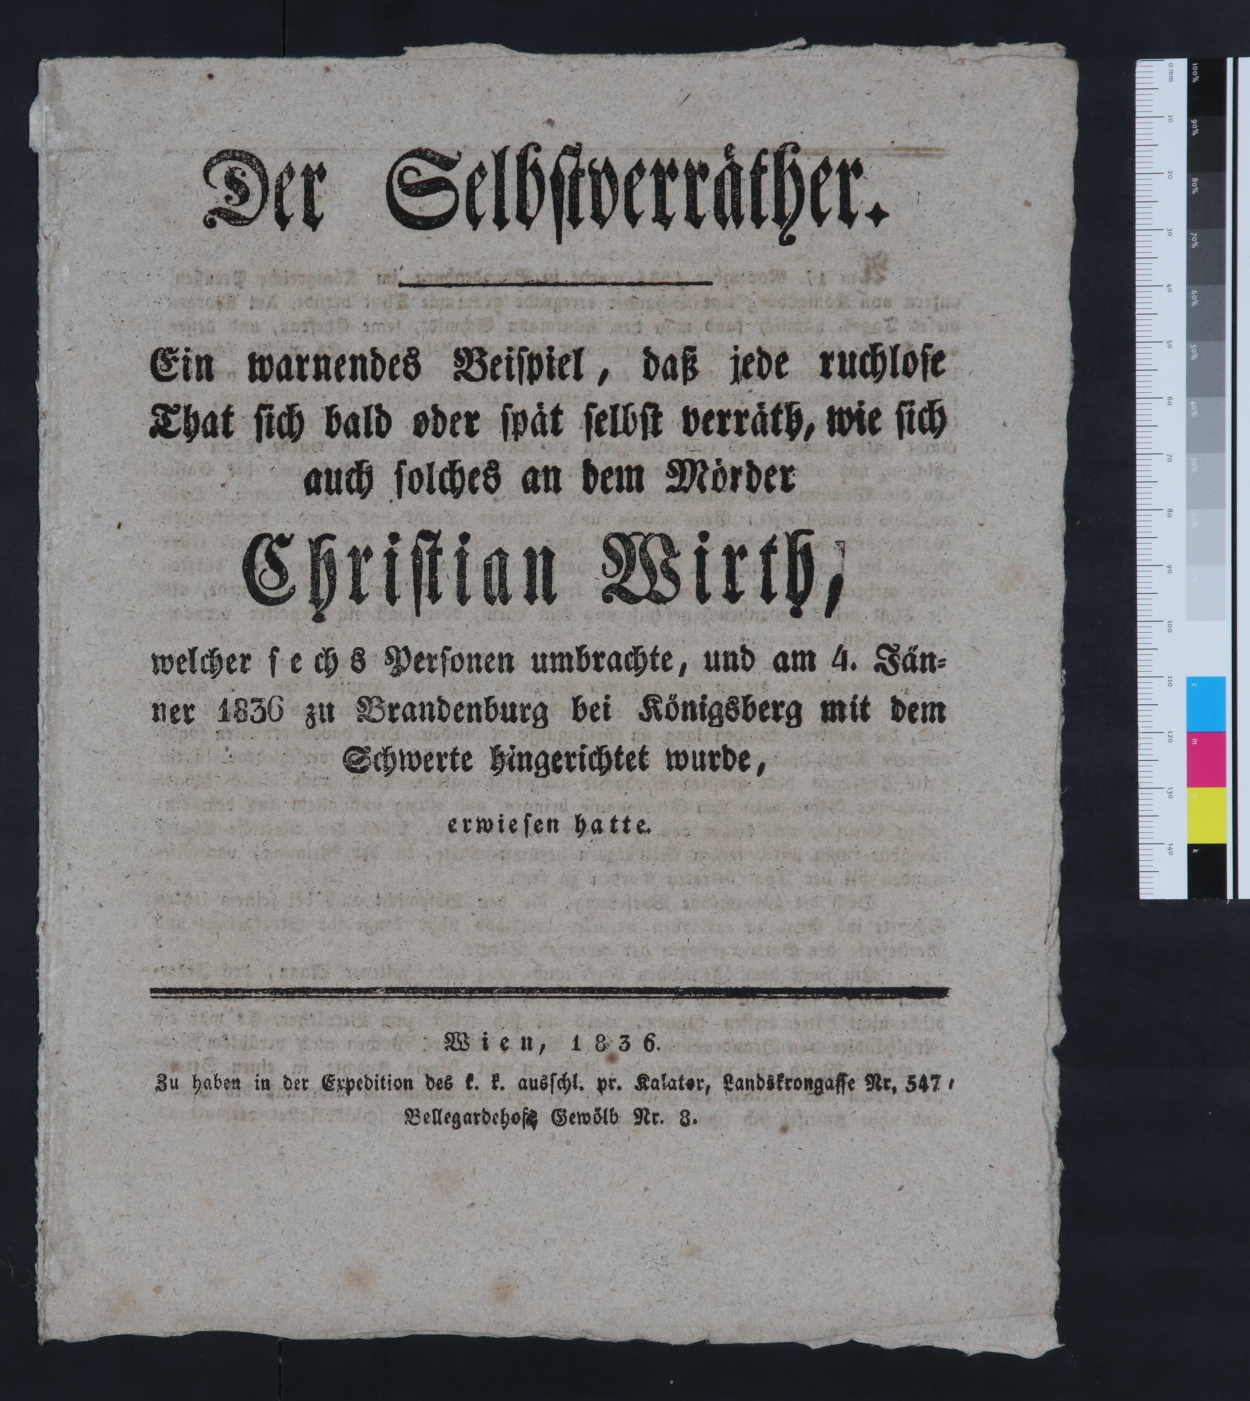 Der Selbstverräther.
Ein warnendes Beispiel, daß jede ruchlose
That sich bald oder spät selbst verräth, wie sich
auch solches an dem Mörder
Christian Wirth,
welcher sechs Personen umbrachte, und am 4. Jän-
ner 1836 zu Brandenburg bei Königsberg mit dem
Schwerte hingerichtet wurde,
erwiesen hatte.
Wien, 1836.
Zu haben in der Expedition des k. k. ausschl. pr. Kalator, Landskrongasse Nr. 547,
Bellegardehof, Gewölb Nr. 8.